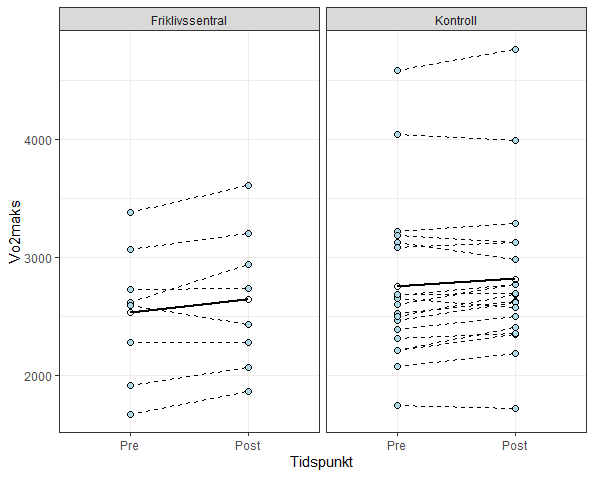 Friklivssentral
Kontroll
Vo2maks
4000
3000
2000
Pre
Post
Pre
Post
Tidspunkt